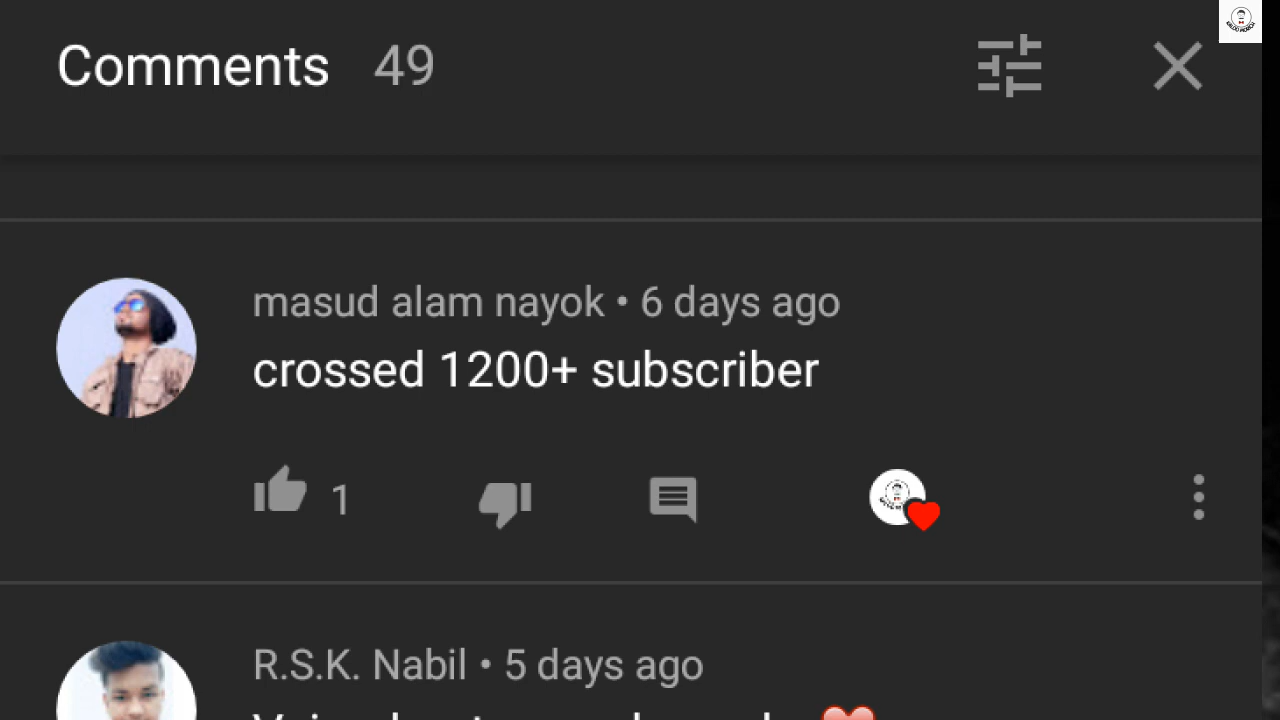 Comments 49
masud alam nayok • 6 days ago
crossed 1200+ subscriber
1
R.S.K. Nabil • 5 days ago